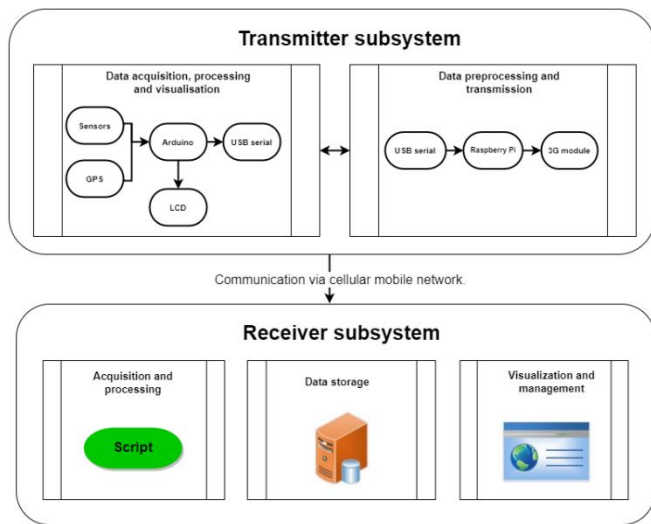 Transmitter subsystem
Data acquisition, processing
and visualisation
Sensors
GPS
Arduino
USB serial
LCD
Data preprocessing and
transmission
USB serial
Raspberry Pi
3G module
Communication via cellular mobile network.
Receiver subsystem
Acquisition and
processing
Script
Data storage
Visualization and
management